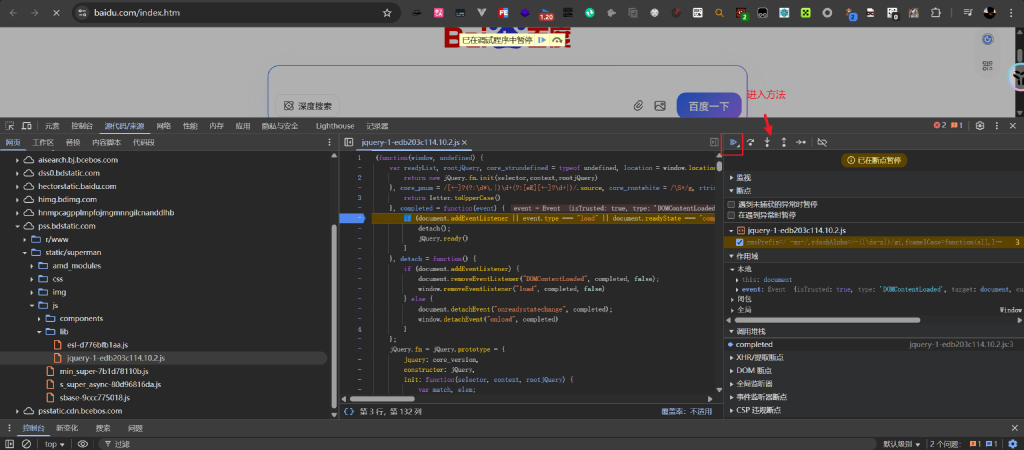 baidu.com/index.htm
已在调试程序中暂停
深度搜索
百度一下
进入方法
元素 控制台 源代码/来源 网络 性能 内存 应用 隐私与安全 Lighthouse 记录器
2 1
网页 工作区 替换 内容脚本 代码段
jquery-1-edb203c114.10.2.js
aisearch.bj.bcebos.com
dss0.bdstatic.com
hectorstatic.baidu.com
himg.bdimg.com
hnmpcagpplmpfojmgmnngilcnanddlhb
pss.bdstatic.com
r/www
static/superman
amd_modules
css
img
js
components
lib
esl-d776bfb1aa.js
jquery-1-edb203c114.10.2.js
min_super-7b1d78110b.js
s_super_async-80d96816da.js
sbase-9ccc775018.js
psstatic.cdn.bcebos.com
1 (function(window, undefined) {
var readyList, rootjQuery, core_strundefined = typeof undefined, location = window.location
return new jQuery.fn.init(selector,context,rootjQuery)
return letter.toUpperCase()
}, completed = function(event) { event = Event {isTrusted: true, type: 'DOMContentLoaded'
if (document.addEventListener || event.type === "load" || document.readyState === "com
detach();
jQuery.ready()
}
}, detach = function() {
if (document.addEventListener) {
document.removeEventListener("DOMContentLoaded", completed, false);
window.removeEventListener("load", completed, false)
} else {
document.detachEvent("onreadystatechange", completed);
window.detachEvent("onload", completed)
}
};
jQuery.fn = jQuery.prototype = {
jquery: core_version,
constructor: jQuery,
init: function(selector, context, rootjQuery) {
var match, elem;
{} 第 3 行，第 132 列 覆盖率：不适用
已在断点暂停
监视
断点
遇到未捕获的异常时暂停
在遇到异常时暂停
jquery-1-edb203c114.10.2.js
3
作用域
本地
this: document
event: Event {isTrusted: true, type: 'DOMContentLoaded', target: document, cu
闭包
全局 Window
调用堆栈
completed jquery-1-edb203c114.10.2.js:3
XHR/提取断点
DOM 断点
全局监听器
事件监听器断点
CSP 违规断点
控制台 新变化 搜索 问题
top 过滤 默认级别 2 个问题： 1 1